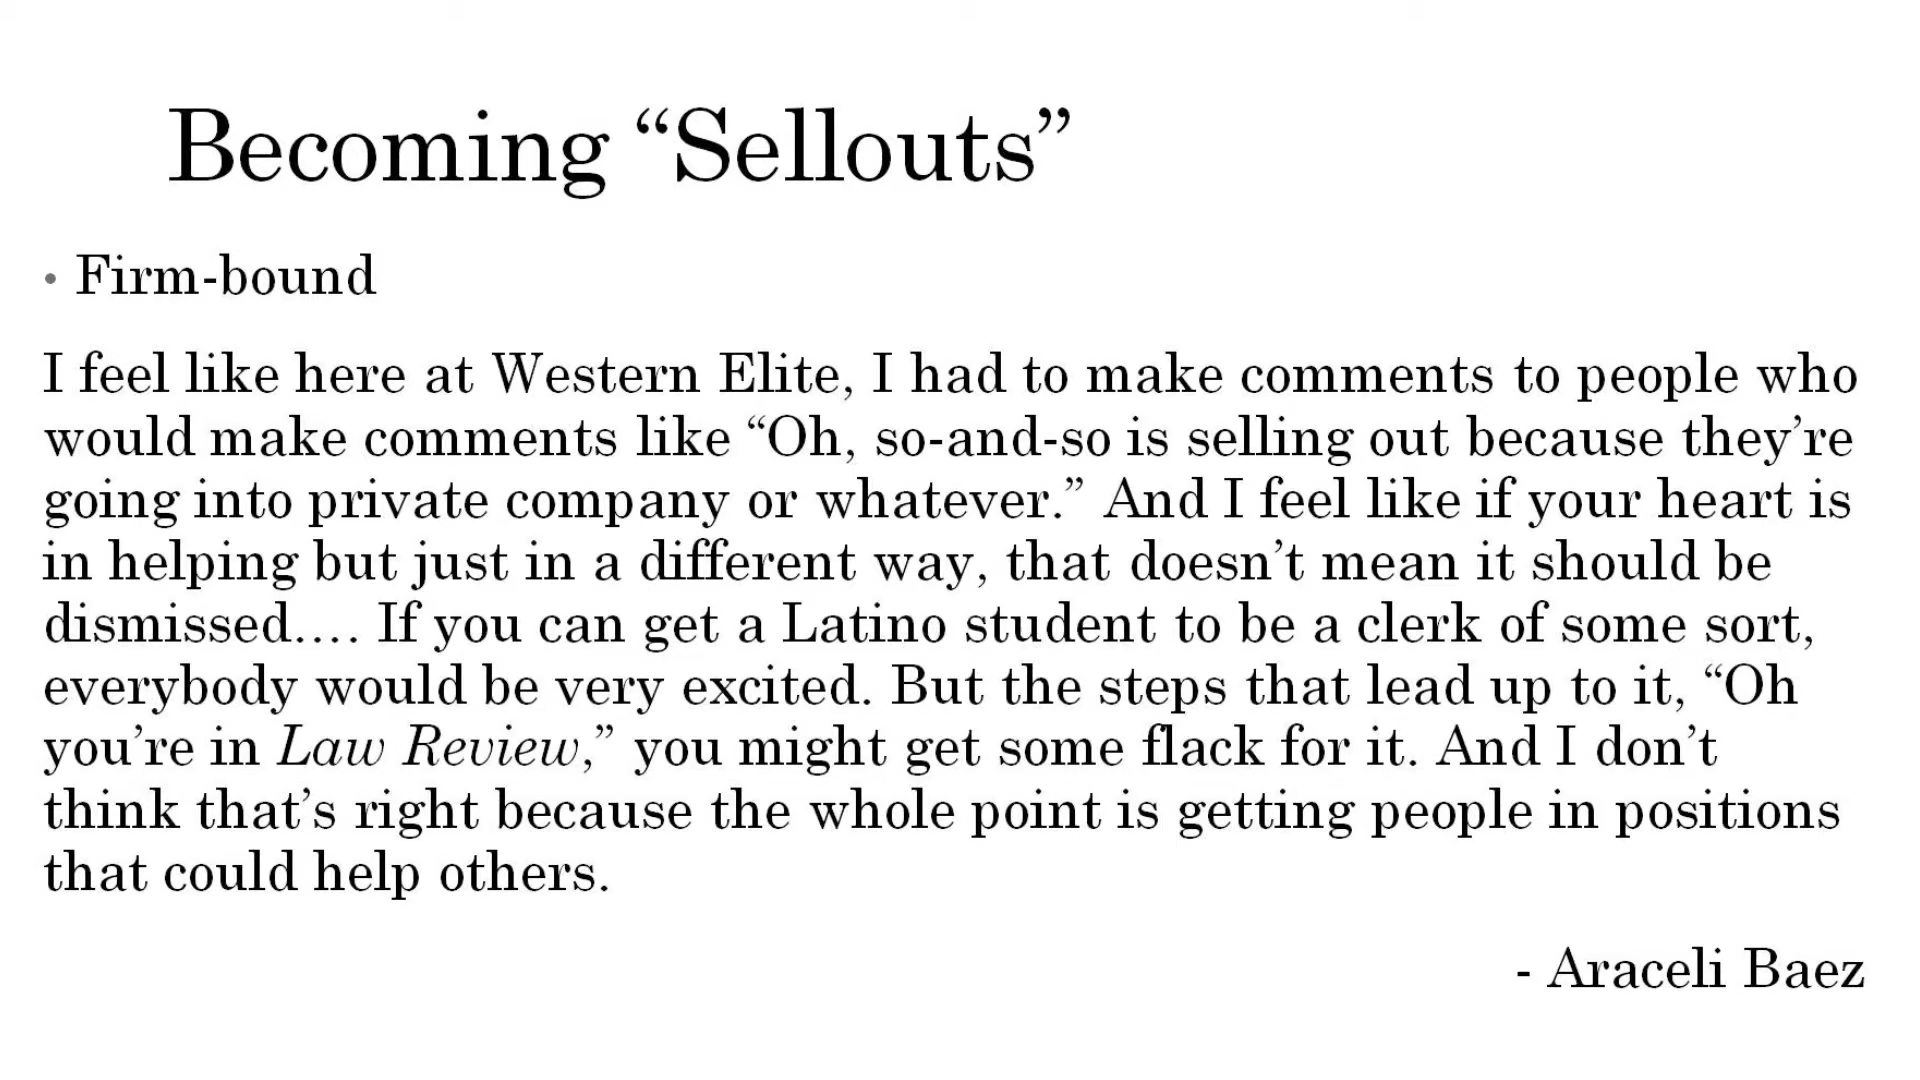 Becoming “Sellouts”
• Firm-bound
I feel like here at Western Elite, I had to make comments to people who
would make comments like “Oh, so-and-so is selling out because they’re
going into private company or whatever.” And I feel like if your heart is
in helping but just in a different way, that doesn’t mean it should be
dismissed.... If you can get a Latino student to be a clerk of some sort,
everybody would be very excited. But the steps that lead up to it, “Oh
you’re in Law Review,” you might get some flack for it. And I don’t
think that’s right because the whole point is getting people in positions
that could help others.
- Araceli Baez